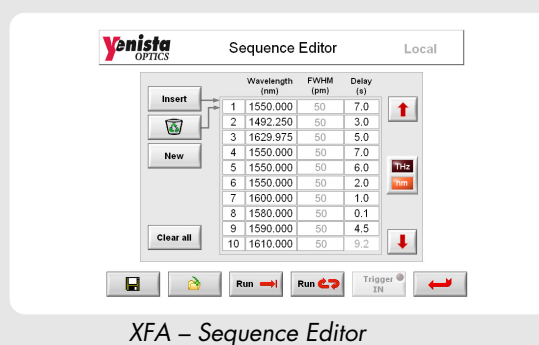 Yenista
OPTICS
Sequence Editor
Local
Wavelength (nm) FWHM (pm) Delay (s)
Insert
New
Clear all
1 1550.000 50 7.0
2 1492.250 50 3.0
3 1629.975 50 5.0
4 1550.000 50 7.0
5 1550.000 50 6.0
6 1550.000 50 2.0
7 1600.000 50 1.0
8 1580.000 50 0.1
9 1590.000 50 4.5
10 1610.000 50 9.2
THz
nm
Run
Run
Trigger IN
XFA – Sequence Editor